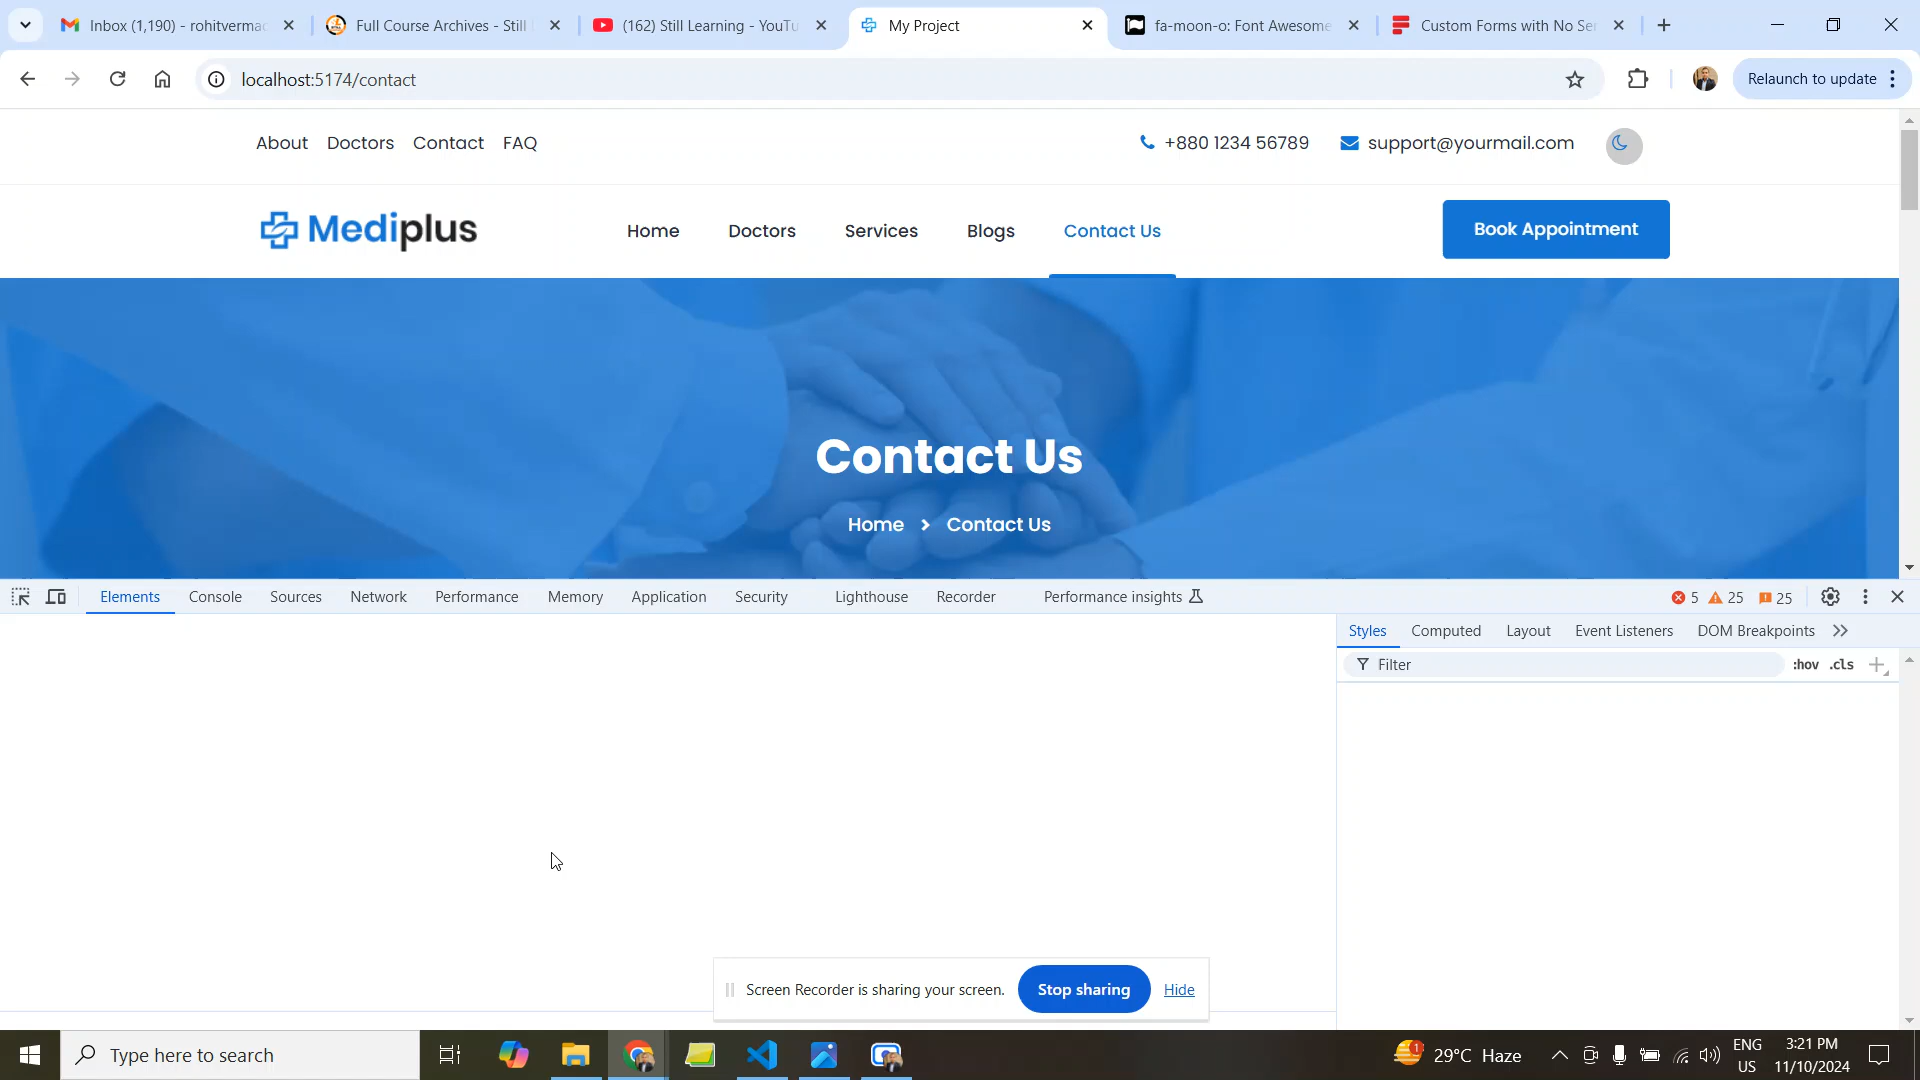 Inbox (1,190) - rohitvermac
Full Course Archives - Still
(162) Still Learning - YouTu
My Project
fa-moon-o: Font Awesome
Custom Forms with No Ser
localhost:5174/contact
Relaunch to update
About Doctors Contact FAQ
+880 1234 56789
support@yourmail.com
Mediplus
Home Doctors Services Blogs Contact Us
Book Appointment
Contact Us
Home > Contact Us
Elements Console Sources Network Performance Memory Application Security Lighthouse Recorder Performance insights
5 25 25
Styles Computed Layout Event Listeners DOM Breakpoints
Filter
:hov .cls
Screen Recorder is sharing your screen. Stop sharing Hide
Type here to search
1
29°C Haze
ENG
US
3:21 PM
11/10/2024